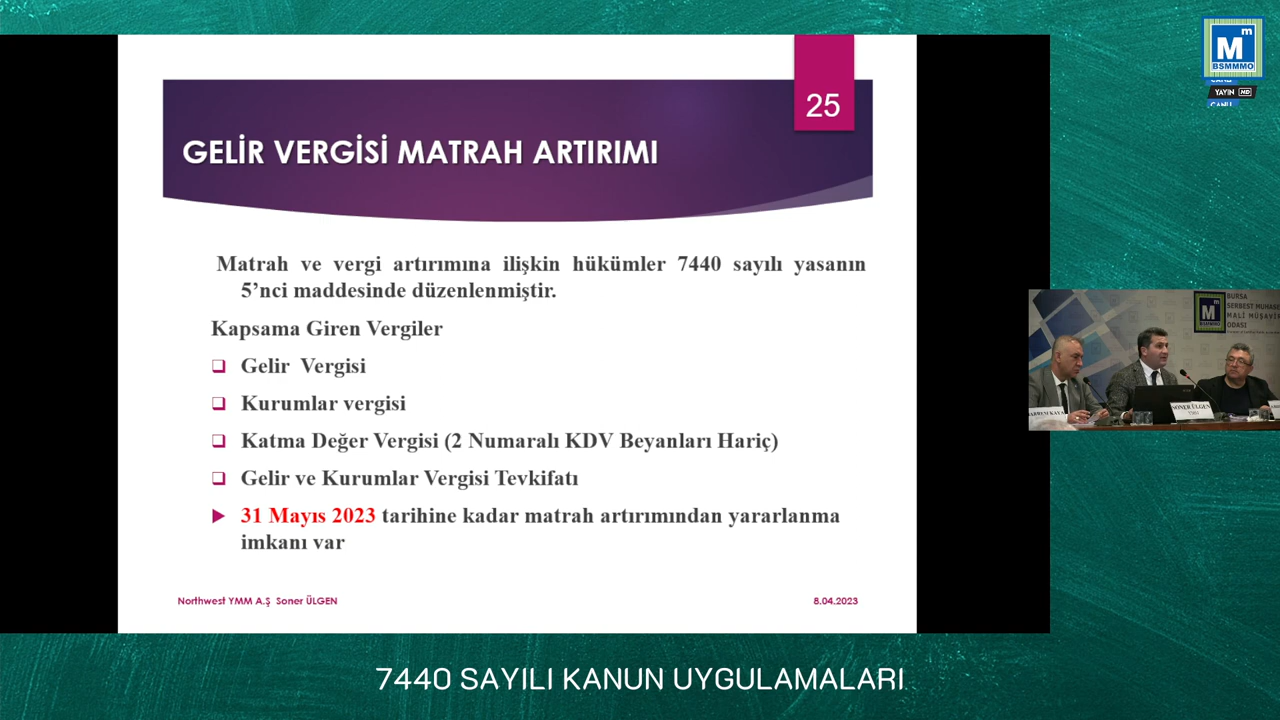 25
GELİR VERGİSİ MATRAH ARTIRIMI
Matrah ve vergi artırımına ilişkin hükümler 7440 sayılı yasanın
5’nci maddesinde düzenlenmiştir.
Kapsama Giren Vergiler
Gelir Vergisi
Kurumlar vergisi
Katma Değer Vergisi (2 Numaralı KDV Beyanları Hariç)
Gelir ve Kurumlar Vergisi Tevkifatı
31 Mayıs 2023 tarihine kadar matrah artırımından yararlanma
imkanı var
Northwest YMM A.Ş Soner ÜLGEN
8.04.2023
Mm
BSMMMO
YAYIN HD
CANLI
BURSA
SERBEST MUHAS
MALİ MÜŞAVİR
ODASI
SONER ÜLGEN
7440 SAYILI KANUN UYGULAMALARI